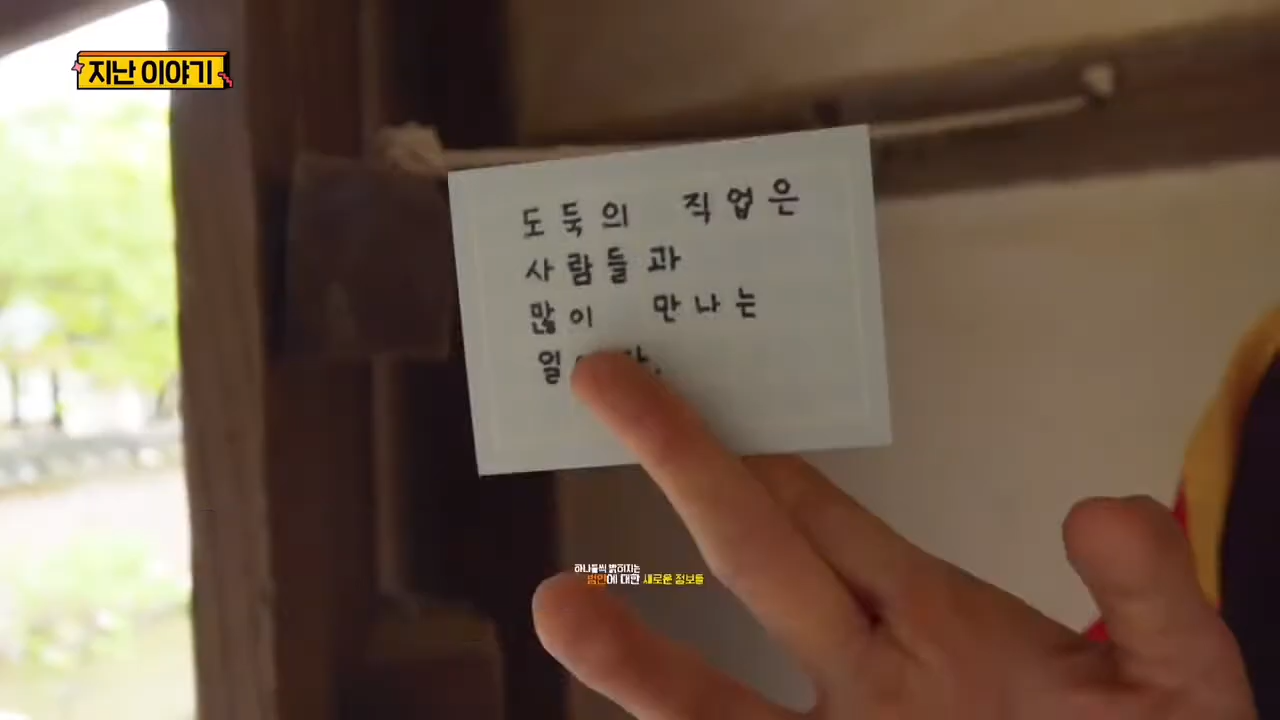 지난 이야기
도둑의 직업은
사람들과
많이 만나는
일
하나둘씩 밝혀지는
범인에 대한 새로운 정보들